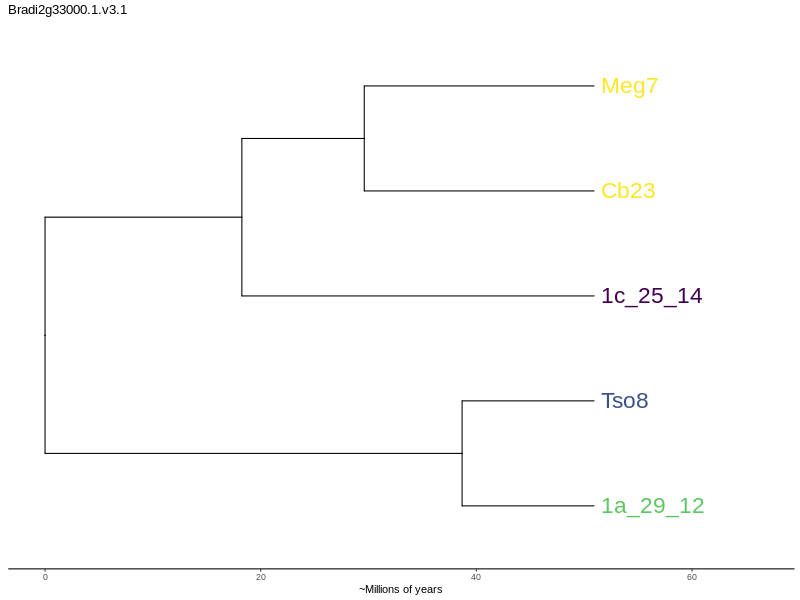 Bradi2g33000.1.v3.1
Meg7
Cb23
1c_25_14
Tso8
1a_29_12
0 20 40 60
~Millions of years